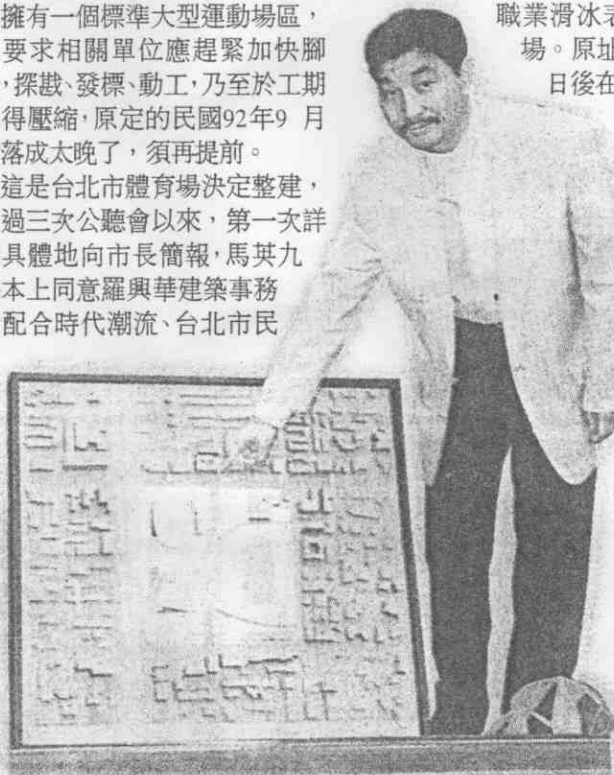 擁有一個標準大型運動場區，
要求相關單位應趕緊加快腳
，探戡、發標、動工，乃至於工期
得壓縮，原定的民國92年9 月
落成太晚了，須再提前。
這是台北市體育場決定整建，
過三次公聽會以來，第一次詳
具體地向市長簡報，馬英九
本上同意羅興華建築事務
配合時代潮流、台北市民
職業滑冰表
場。原址
日後在